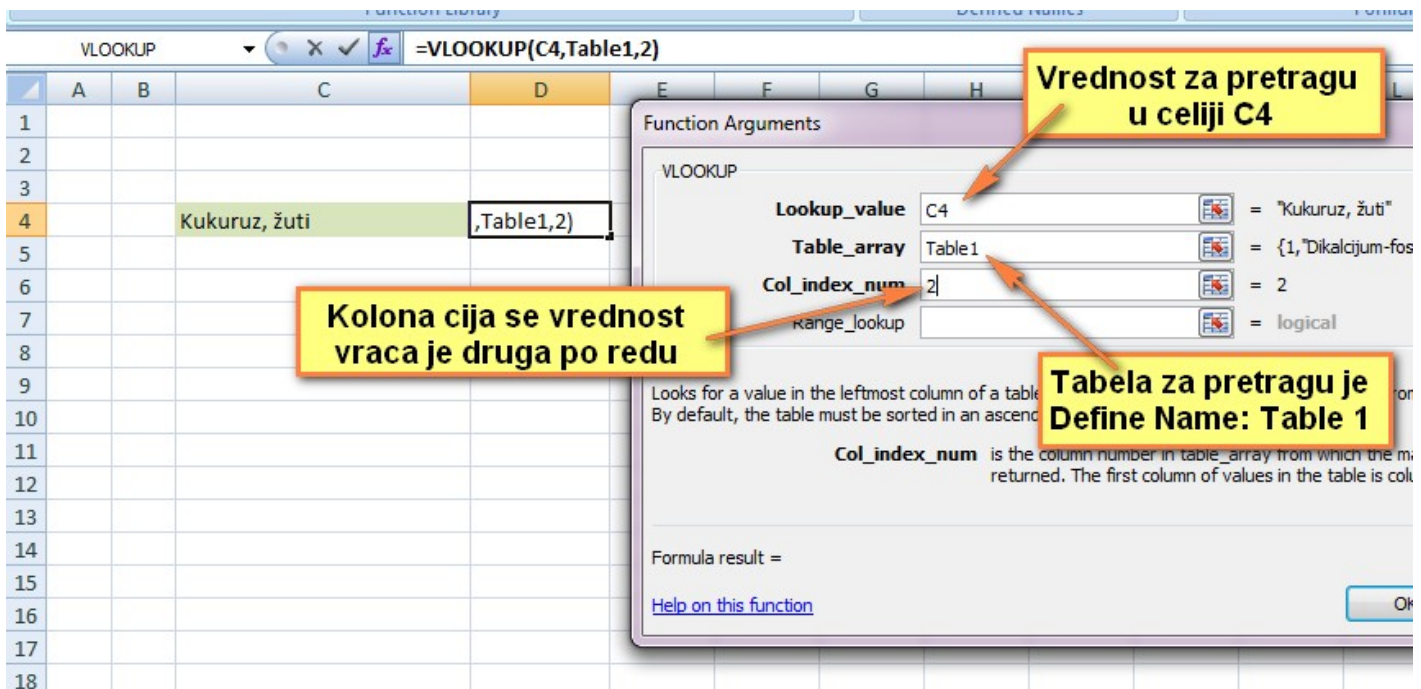 Function Library Defined Names
VLOOKUP =VLOOKUP(C4,Table1,2)
A B C D E F G H L
Vrednost za pretragu
u celiji C4
1
2
3
4 Kukuruz, žuti ,Table1,2)
5
6
7
8
9
10
11
12
13
14
15
16
17
18
Function Arguments
VLOOKUP
Lookup_value C4 = "Kukuruz, žuti"
Table_array Table1 = {1,"Dikalcijum-fos
Col_index_num 2 = 2
Range_lookup = logical
Kolona cija se vrednost
vraca je druga po redu
Tabela za pretragu je
Define Name: Table 1
Looks for a value in the leftmost column of a table
By default, the table must be sorted in an ascend
Col_index_num is the column number in table_array from which the ma
returned. The first column of values in the table is colu
Formula result =
Help on this function OK